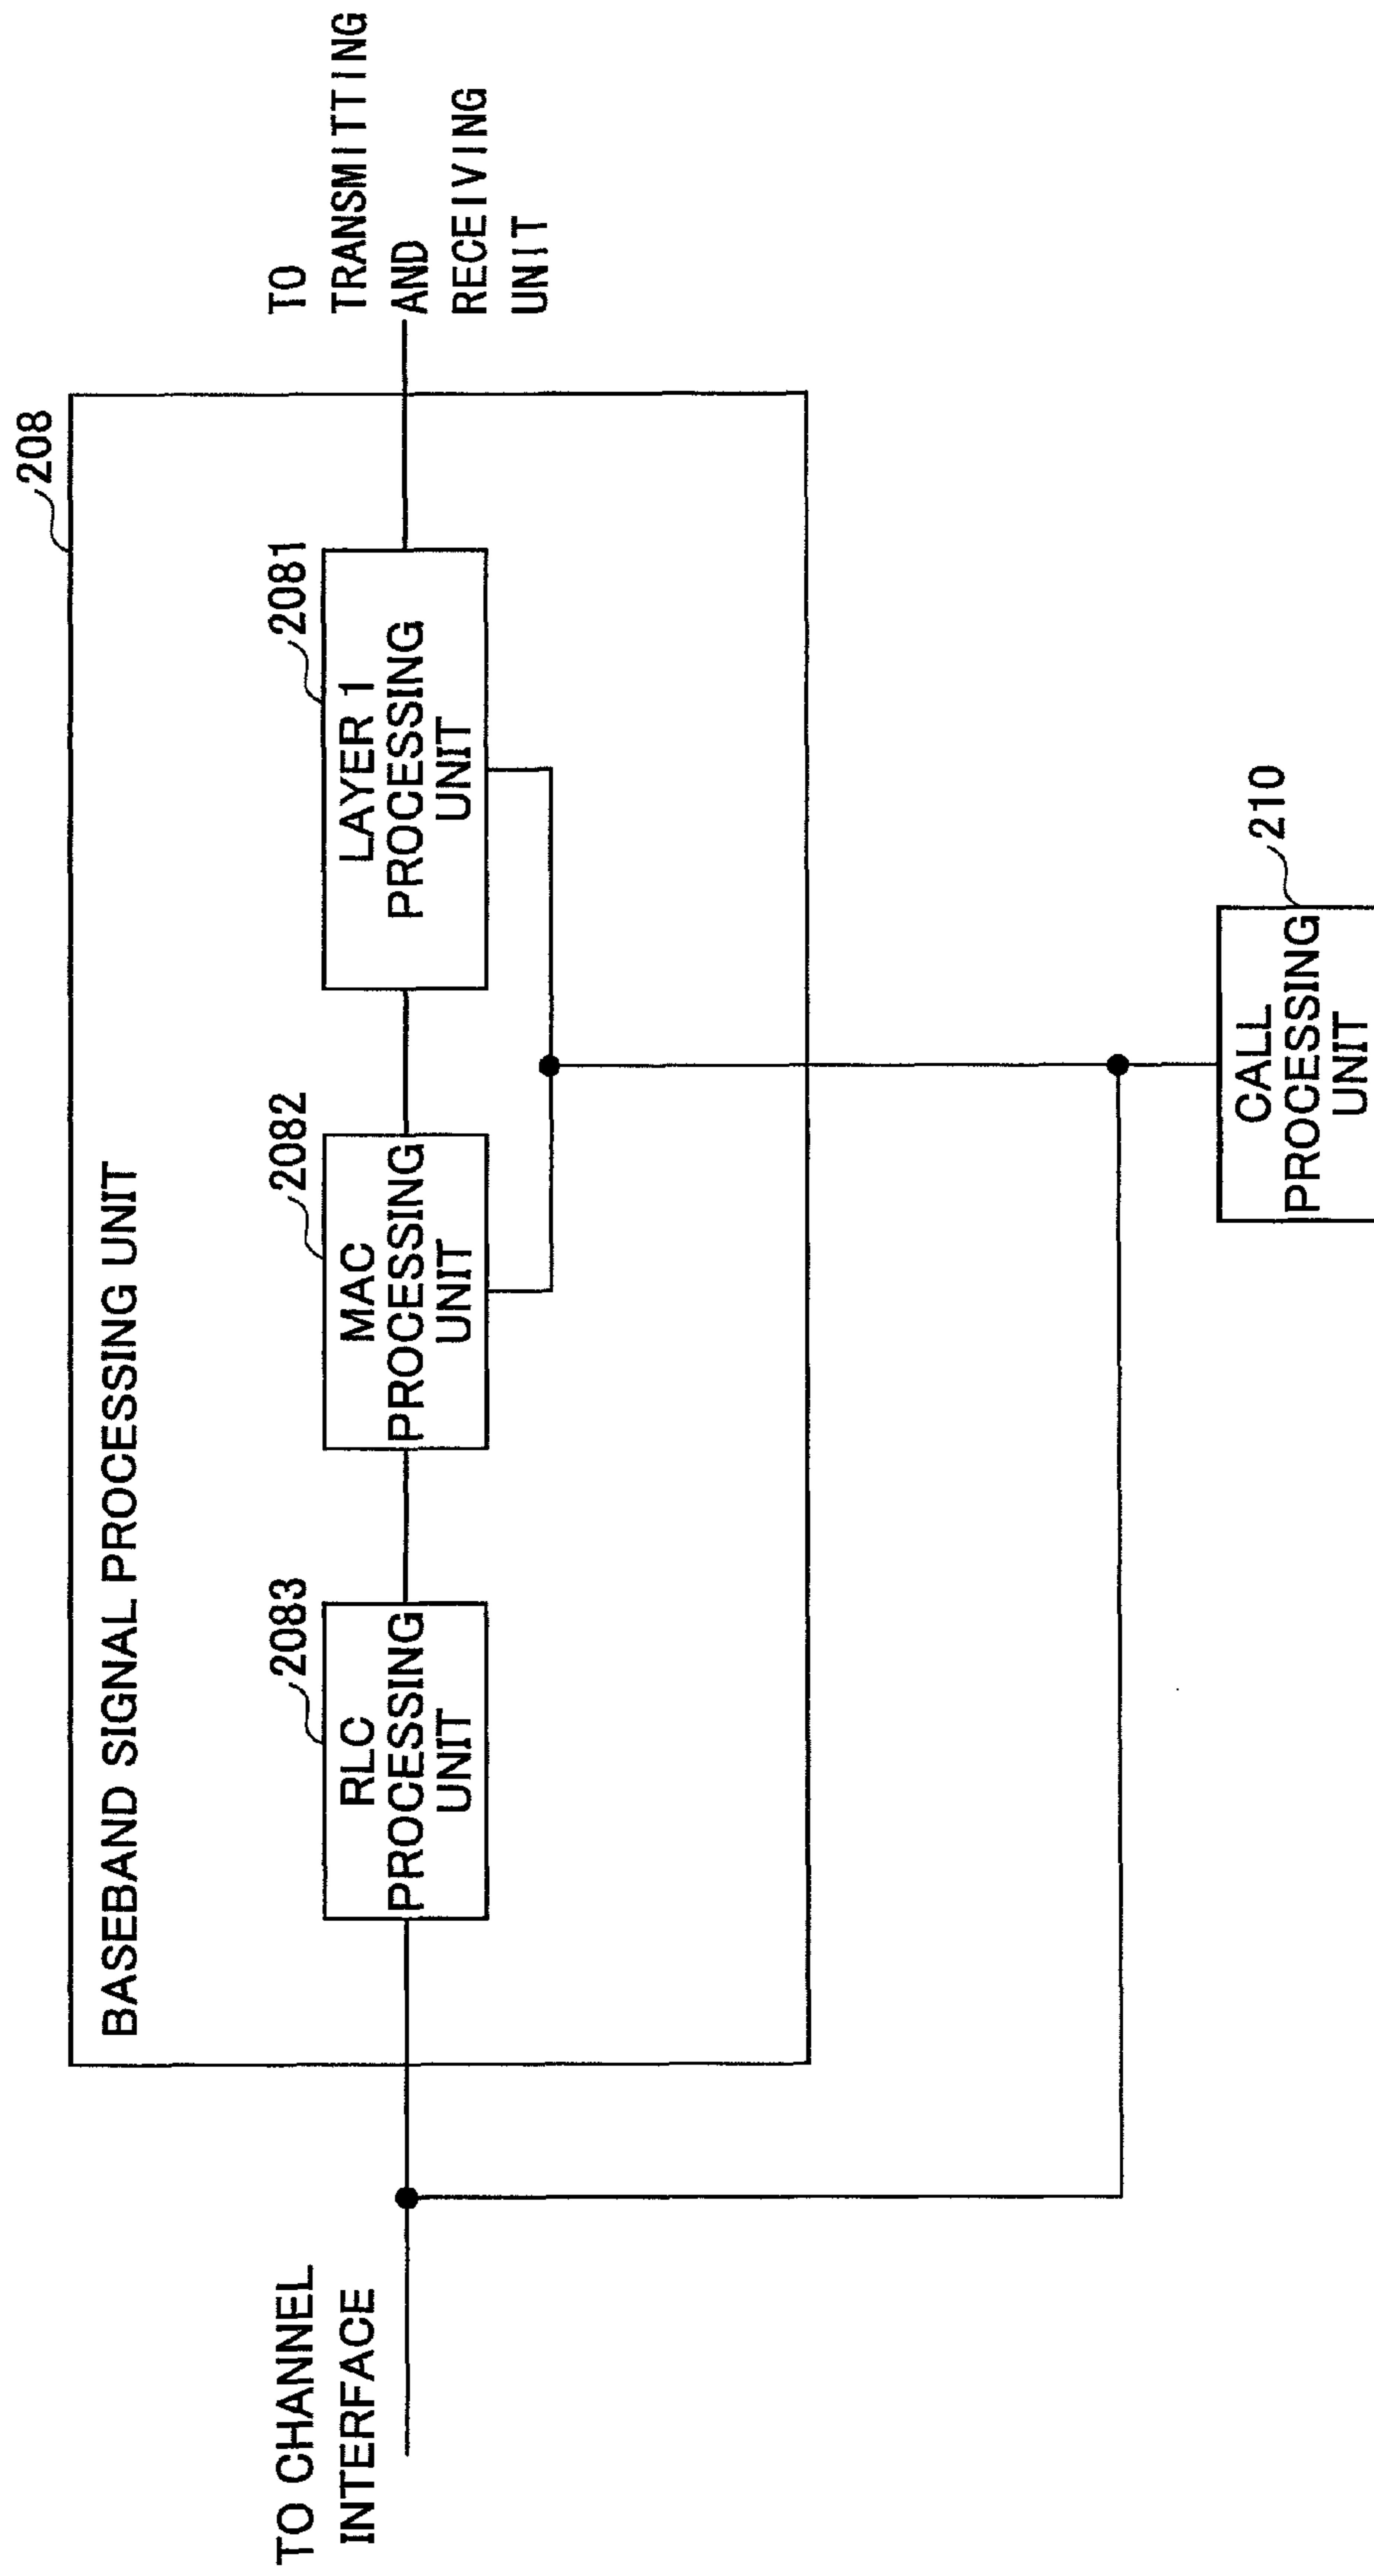 208
BASEBAND SIGNAL PROCESSING UNIT
TO CHANNEL
INTERFACE
2083
RLC
PROCESSING
UNIT
2082
MAC
PROCESSING
UNIT
2081
LAYER 1
PROCESSING
UNIT
TO
TRANSMITTING
AND
RECEIVING
UNIT
210
CALL
PROCESSING
UNIT